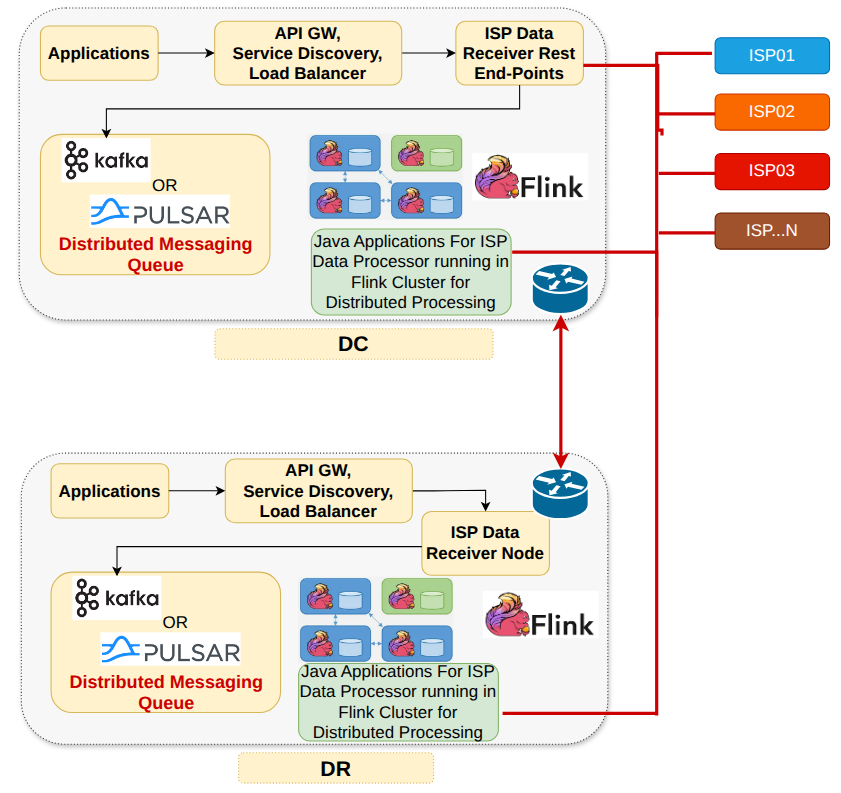 Applications
API GW,
Service Discovery,
Load Balancer
ISP Data
Receiver Rest
End-Points
ISP01
ISP02
ISP03
ISP...N
kafka
OR
PULSAR
Distributed Messaging
Queue
Flink
Java Applications For ISP
Data Processor running in
Flink Cluster for
Distributed Processing
DC
Applications
API GW,
Service Discovery,
Load Balancer
ISP Data
Receiver Node
kafka
OR
PULSAR
Distributed Messaging
Queue
Flink
Java Applications For ISP
Data Processor running in
Flink Cluster for
Distributed Processing
DR